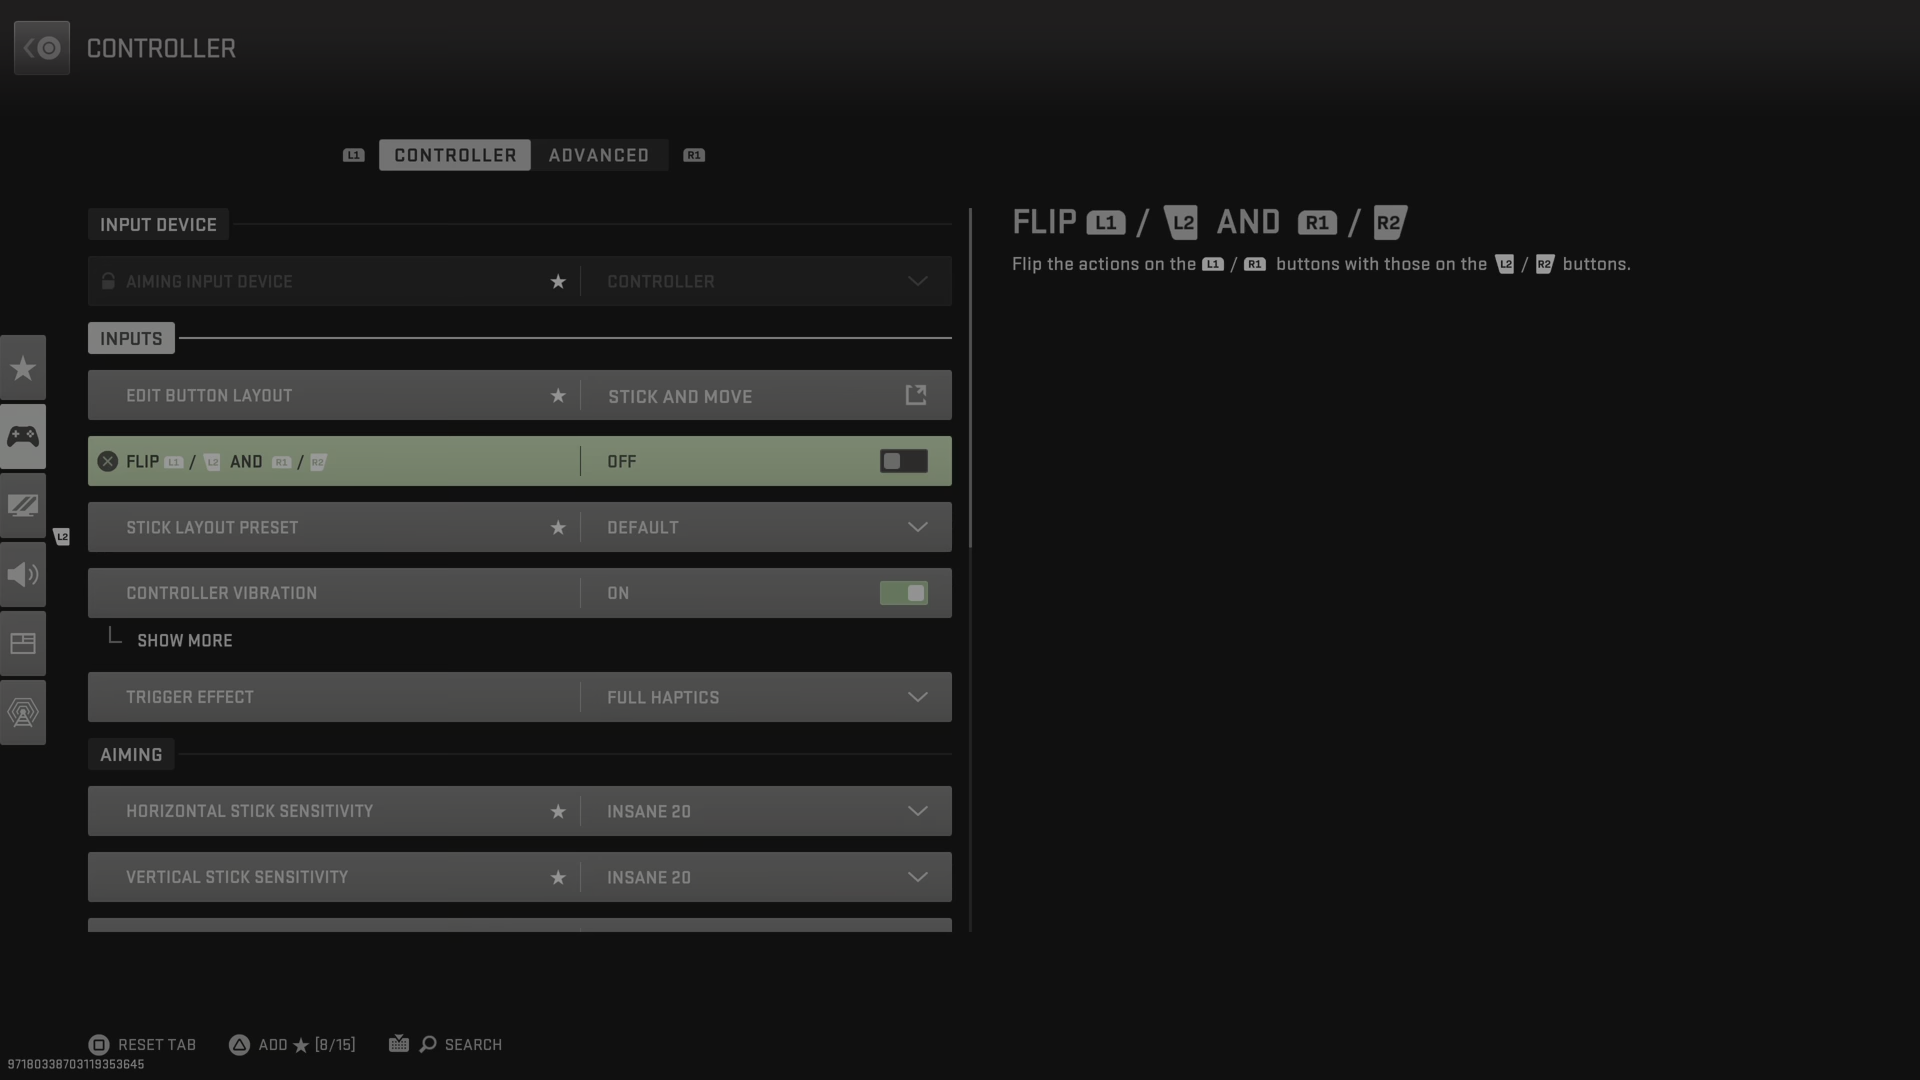 CONTROLLER
L1 CONTROLLER ADVANCED R1
INPUT DEVICE
AIMING INPUT DEVICE CONTROLLER
INPUTS
EDIT BUTTON LAYOUT STICK AND MOVE
FLIP L1 / L2 AND R1 / R2 OFF
STICK LAYOUT PRESET DEFAULT
L2
CONTROLLER VIBRATION ON
SHOW MORE
TRIGGER EFFECT FULL HAPTICS
AIMING
HORIZONTAL STICK SENSITIVITY INSANE 20
VERTICAL STICK SENSITIVITY INSANE 20
FLIP L1 / L2 AND R1 / R2
Flip the actions on the L1 / R1 buttons with those on the L2 / R2 buttons.
RESET TAB ADD ★ [8/15] SEARCH
97180338703119353645